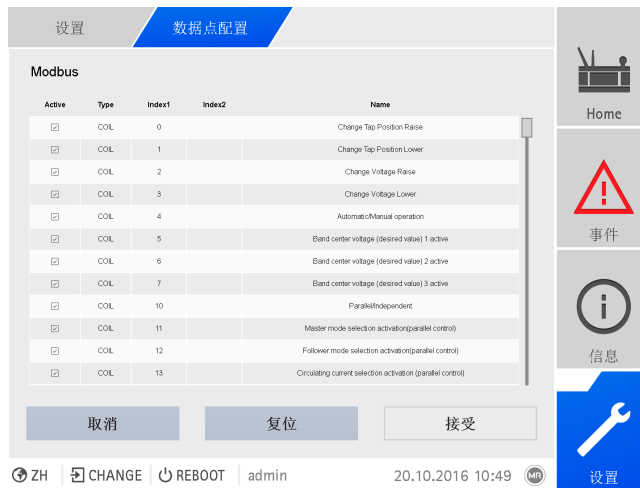 设置 数据点配置
Modbus
Active Type Index1 Index2 Name
COIL 0 Change Tap Position Raise
COIL 1 Change Tap Position Lower
COIL 2 Change Voltage Raise
COIL 3 Change Voltage Lower
COIL 4 Automatic/Manual operation
COIL 5 Band center voltage (desired value) 1 active
COIL 6 Band center voltage (desired value) 2 active
COIL 7 Band center voltage (desired value) 3 active
COIL 10 Parallel/Independent
COIL 11 Master mode selection activation(parallel control)
COIL 12 Follower mode selection activation(parallel control)
COIL 13 Circulating current selection activation (parallel control)
取消 复位 接受
ZH CHANGE REBOOT admin 20.10.2016 10:49 MR
Home
事件
信息
设置